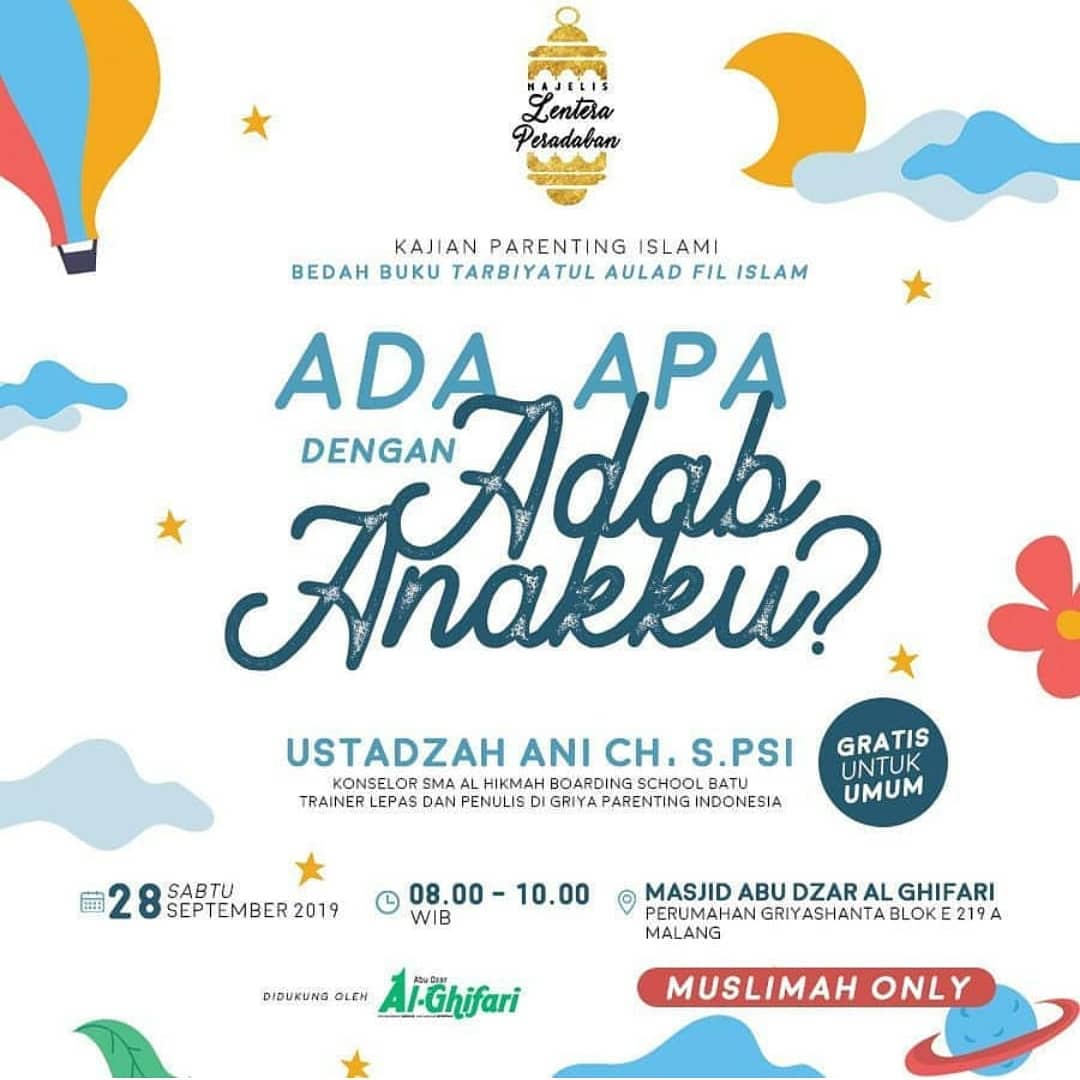 MAJELIS
Lentera
Peradaban
KAJIAN PARENTING ISLAMI
BEDAH BUKU TARBIYATUL AULAD FIL ISLAM
ADA APA
DENGAN Adab
Anakku?
USTADZAH ANI CH. S.PSI
KONSELOR SMA AL HIKMAH BOARDING SCHOOL BATU
TRAINER LEPAS DAN PENULIS DI GRIYA PARENTING INDONESIA
GRATIS
UNTUK
UMUM
28 SABTU
SEPTEMBER 2019
08.00 - 10.00
WIB
MASJID ABU DZAR AL GHIFARI
PERUMAHAN GRIYASHANTA BLOK E 219 A
MALANG
DIDUKUNG OLEH
Abu Dzar
Al-Ghifari
MUSLIMAH ONLY